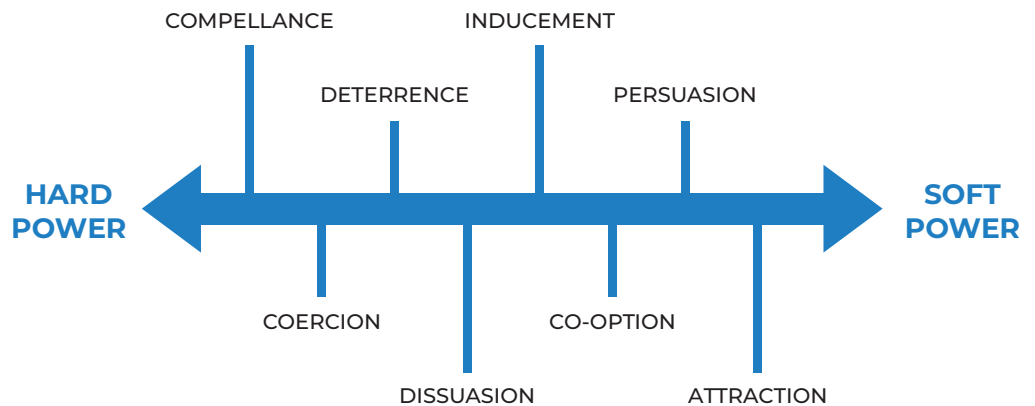 COMPELLANCE
INDUCEMENT
DETERRENCE
PERSUASION
HARD
POWER
SOFT
POWER
COERCION
CO-OPTION
DISSUASION
ATTRACTION